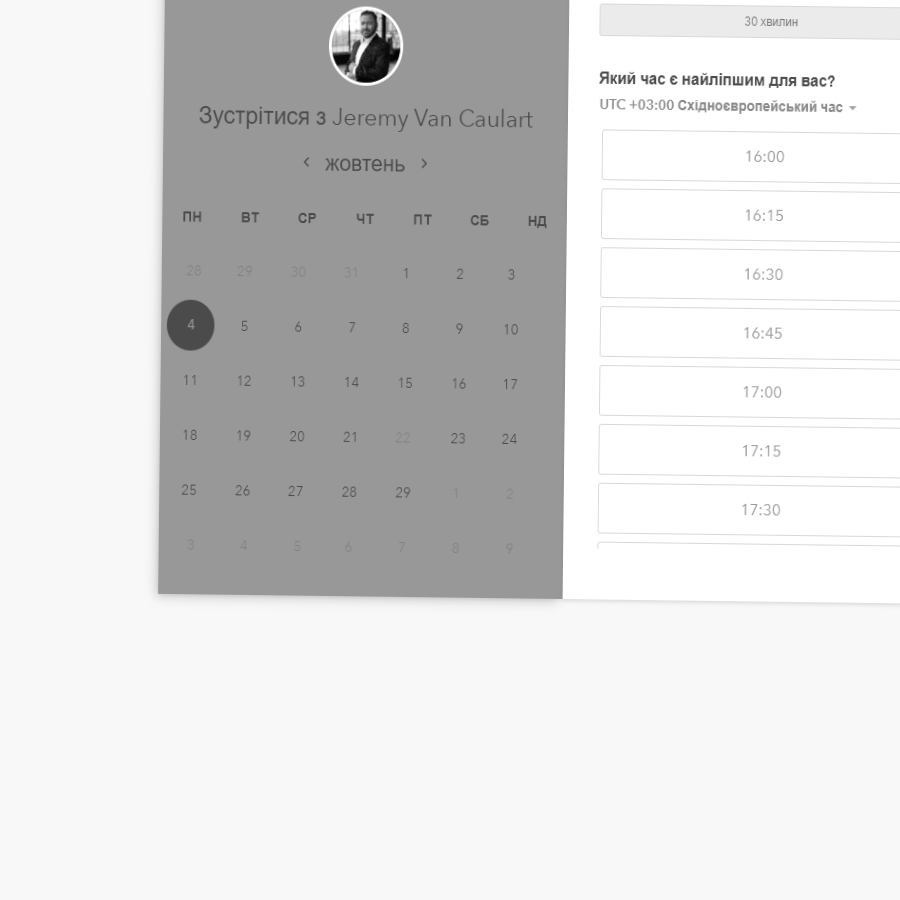 Зустрітися з Jeremy Van Caulart
< жовтень >
ПН ВТ СР ЧТ ПТ СБ НД
28 29 30 31 1 2 3
4 5 6 7 8 9 10
11 12 13 14 15 16 17
18 19 20 21 22 23 24
25 26 27 28 29 1 2
3 4 5 6 7 8 9
30 хвилин
Який час є найліпшим для вас?
UTC +03:00 Східноєвропейський час
16:00
16:15
16:30
16:45
17:00
17:15
17:30